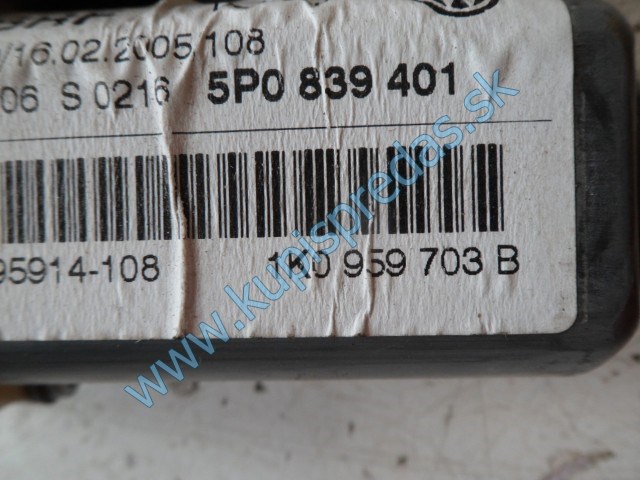 /16.02.2005,108
06 S 0216 5P0 839 401
95914-108 1K0 959 703 B
www.kupispredas.sk